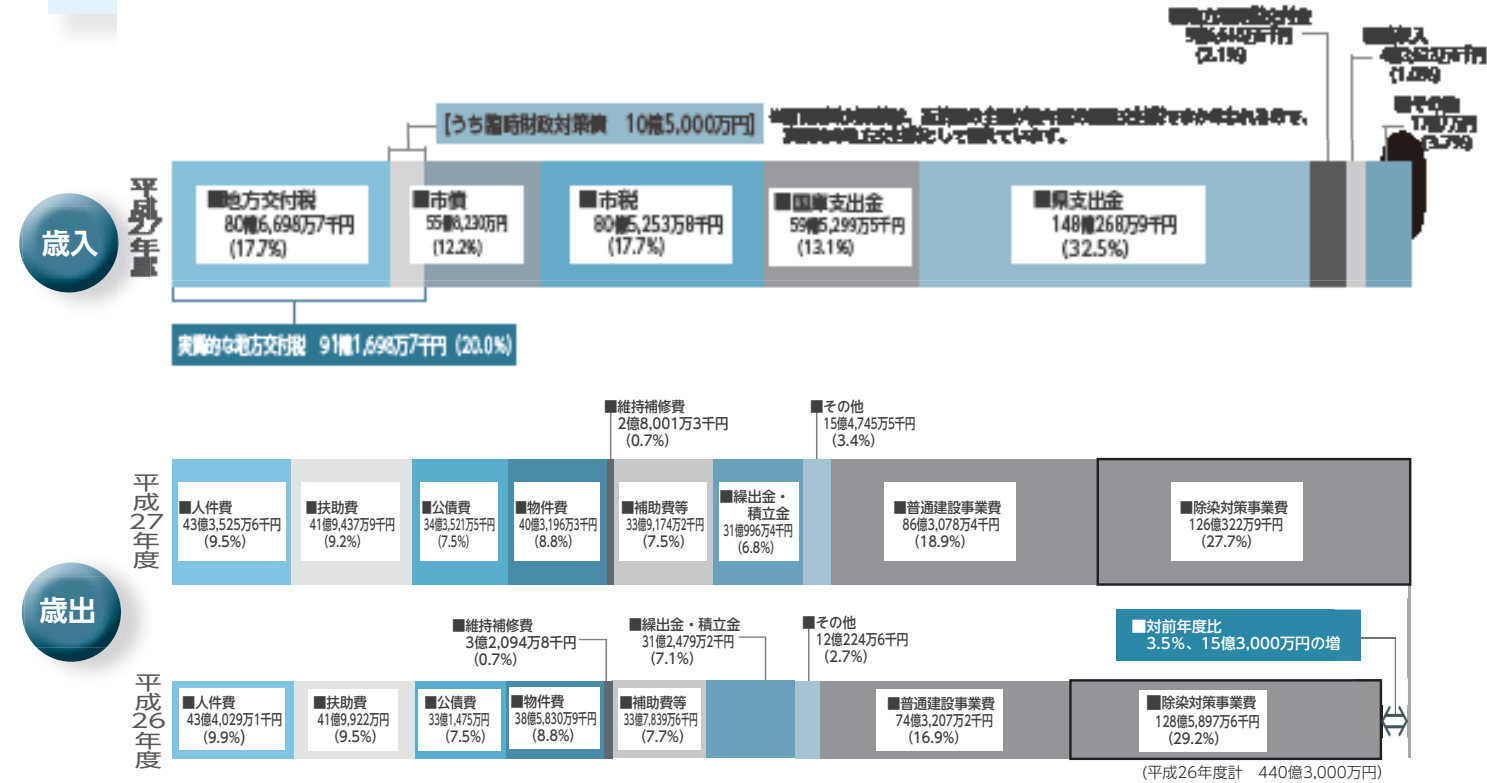 (2.1%)
(1.0%)
[うち臨時財政対策債 10億5,000万円]
(3.7%)
歳入
平成27年度
■地方交付税
80億6,698万7千円
(17.7%)
■市債
55億8,230万円
(12.2%)
■市税
80億5,253万8千円
(17.7%)
■国庫支出金
59億5,299万5千円
(13.1%)
■県支出金
148億268万9千円
(32.5%)
実質的な地方交付税 91億1,698万7千円 (20.0%)
歳出
平成27年度
■人件費
43億3,525万6千円
(9.5%)
■扶助費
41億9,437万9千円
(9.2%)
■公債費
34億3,521万5千円
(7.5%)
■物件費
40億3,196万3千円
(8.8%)
■維持補修費
2億8,001万3千円
(0.7%)
■補助費等
33億9,174万2千円
(7.5%)
■繰出金・
積立金
31億996万4千円
(6.8%)
■その他
15億4,745万5千円
(3.4%)
■普通建設事業費
86億3,078万4千円
(18.9%)
■除染対策事業費
126億322万9千円
(27.7%)
■対前年度比
3.5%、15億3,000万円の増
平成26年度
■人件費
43億4,029万1千円
(9.9%)
■扶助費
41億9,922万円
(9.5%)
■公債費
33億1,475万円
(7.5%)
■物件費
38億5,830万9千円
(8.8%)
■維持補修費
3億2,094万8千円
(0.7%)
■補助費等
33億7,839万6千円
(7.7%)
■繰出金・積立金
31億2,479万2千円
(7.1%)
■その他
12億224万6千円
(2.7%)
■普通建設事業費
74億3,207万2千円
(16.9%)
■除染対策事業費
128億5,897万6千円
(29.2%)
(平成26年度計 440億3,000万円)